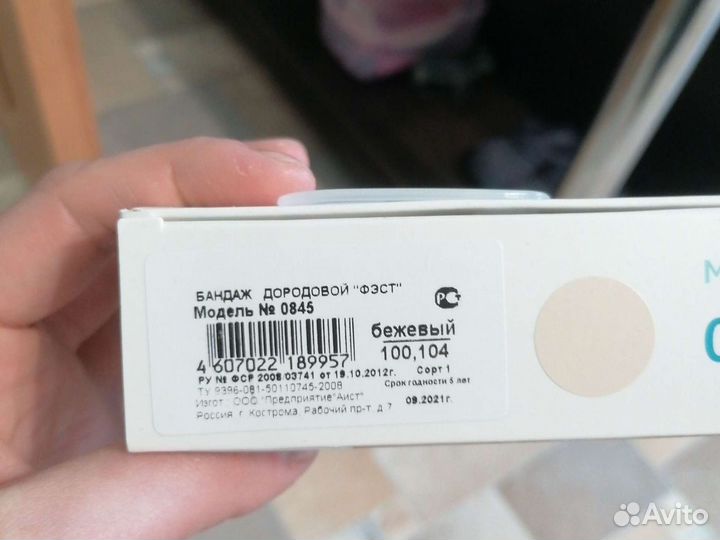 БАНДАЖ ДОРОДОВОЙ "ФЭСТ"
Модель № 0845
РС
бежевый
100,104
4 607022 189957
РУ № ФСР 2008/03741 от 19.10.2012г. Сорт 1
ТУ 9396-081-50110745-2008 Срок годности 5 лет
Изгот.: ООО "Предприятие"Аист"
Россия. г. Кострома. Рабочий пр-т. д.7 09.2021г.
Avito